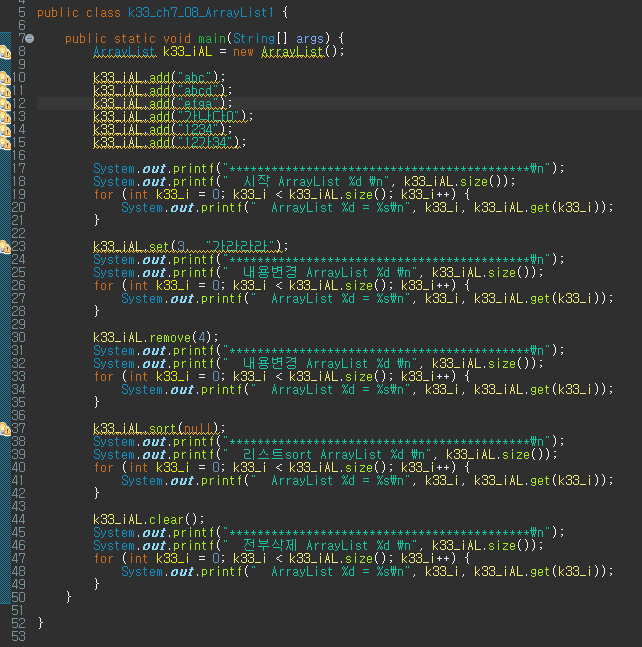 5 public class k33_ch7_08_ArrayList1 {
6
7 public static void main(String[] args) {
8 ArrayList k33_iAL = new ArrayList();
9
10 k33_iAL.add("abc");
11 k33_iAL.add("abcd");
12 k33_iAL.add("efga");
13 k33_iAL.add("가나다0");
14 k33_iAL.add("1234");
15 k33_iAL.add("12가34");
16
17 System.out.printf("*******************************************₩n");
18 System.out.printf("  시작 ArrayList %d ₩n", k33_iAL.size());
19 for (int k33_i = 0; k33_i < k33_iAL.size(); k33_i++) {
20 System.out.printf("  ArrayList %d = %s₩n", k33_i, k33_iAL.get(k33_i));
21 }
22
23 k33_iAL.set(3, "가라라라");
24 System.out.printf("*******************************************₩n");
25 System.out.printf("  내용변경 ArrayList %d ₩n", k33_iAL.size());
26 for (int k33_i = 0; k33_i < k33_iAL.size(); k33_i++) {
27 System.out.printf("  ArrayList %d = %s₩n", k33_i, k33_iAL.get(k33_i));
28 }
29
30 k33_iAL.remove(4);
31 System.out.printf("*******************************************₩n");
32 System.out.printf("  내용변경 ArrayList %d ₩n", k33_iAL.size());
33 for (int k33_i = 0; k33_i < k33_iAL.size(); k33_i++) {
34 System.out.printf("  ArrayList %d = %s₩n", k33_i, k33_iAL.get(k33_i));
35 }
36
37 k33_iAL.sort(null);
38 System.out.printf("*******************************************₩n");
39 System.out.printf("  리스트sort ArrayList %d ₩n", k33_iAL.size());
40 for (int k33_i = 0; k33_i < k33_iAL.size(); k33_i++) {
41 System.out.printf("  ArrayList %d = %s₩n", k33_i, k33_iAL.get(k33_i));
42 }
43
44 k33_iAL.clear();
45 System.out.printf("*******************************************₩n");
46 System.out.printf("  전부삭제 ArrayList %d ₩n", k33_iAL.size());
47 for (int k33_i = 0; k33_i < k33_iAL.size(); k33_i++) {
48 System.out.printf("  ArrayList %d = %s₩n", k33_i, k33_iAL.get(k33_i));
49 }
50 }
51
52 }
53